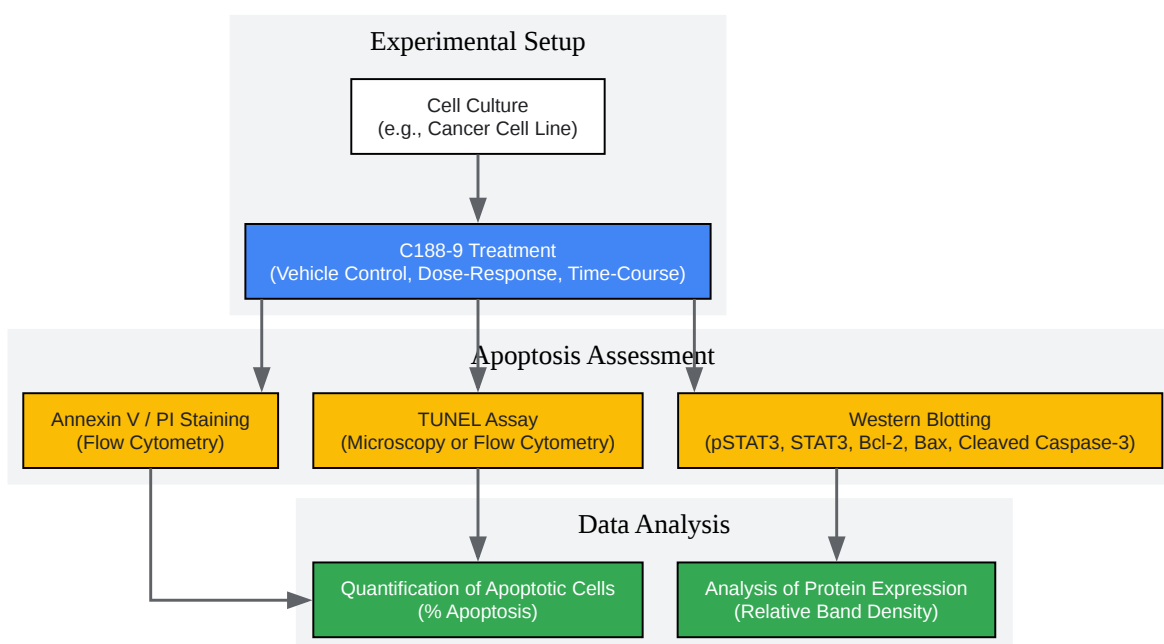 Experimental Setup
Cell Culture
(e.g., Cancer Cell Line)
C188-9 Treatment
(Vehicle Control, Dose-Response, Time-Course)
Apoptosis Assessment
Annexin V / PI Staining
(Flow Cytometry)
TUNEL Assay
(Microscopy or Flow Cytometry)
Western Blotting
(pSTAT3, STAT3, Bcl-2, Bax, Cleaved Caspase-3)
Data Analysis
Quantification of Apoptotic Cells
(% Apoptosis)
Analysis of Protein Expression
(Relative Band Density)